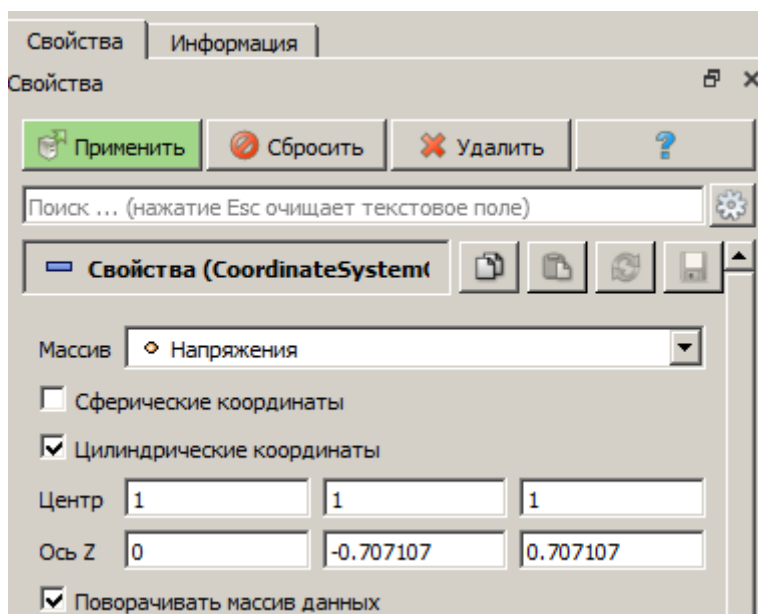 Свойства Информация
Свойства
Применить Сбросить Удалить ?
Поиск ... (нажатие Esc очищает текстовое поле)
Свойства (CoordinateSystem
Массив Напряжения
Сферические координаты
Цилиндрические координаты
Центр 1 1 1
Ось Z 0 -0.707107 0.707107
Поворачивать массив данных